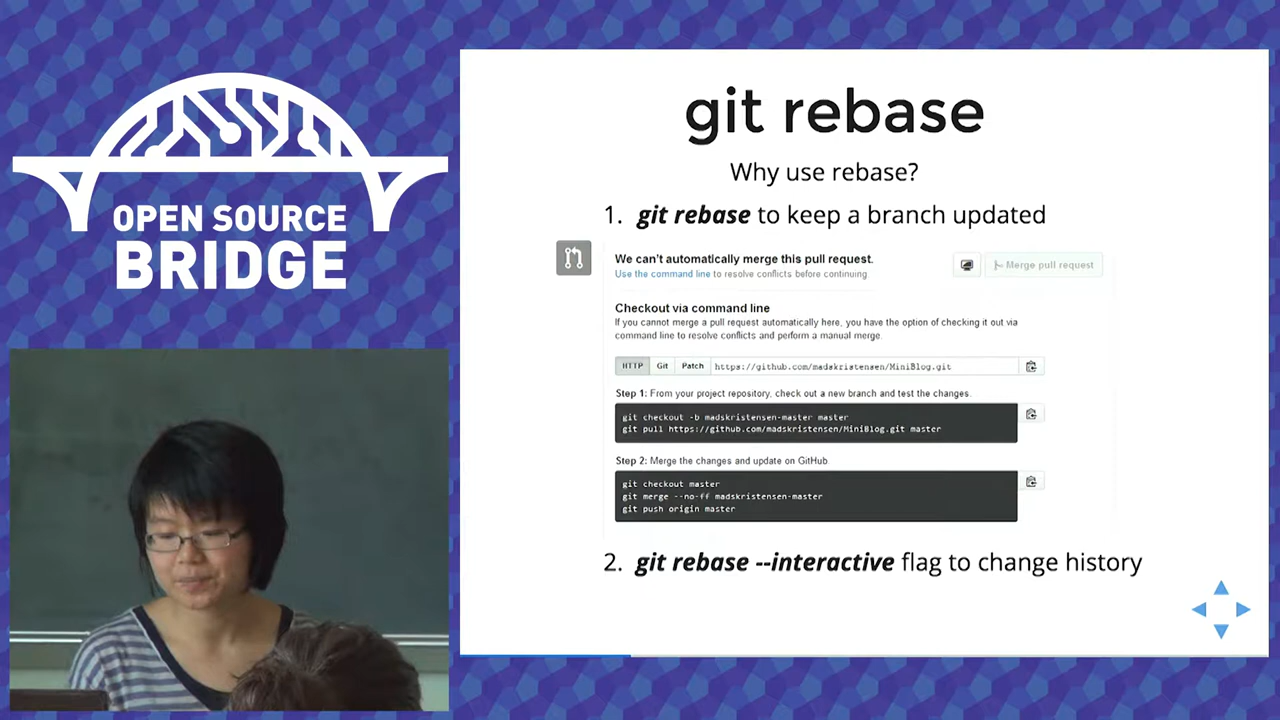 OPEN SOURCE
BRIDGE
git rebase
Why use rebase?
1. git rebase to keep a branch updated
We can't automatically merge this pull request.
Use the command line to resolve conflicts before continuing.
Merge pull request
Checkout via command line
If you cannot merge a pull request automatically here, you have the option of checking it out via
command line to resolve conflicts and perform a manual merge.
HTTP Git Patch https://github.com/madskristensen/MiniBlog.git
Step 1: From your project repository, check out a new branch and test the changes.
git checkout -b madskristensen-master master
git pull https://github.com/madskristensen/MiniBlog.git master
Step 2: Merge the changes and update on GitHub.
git checkout master
git merge --no-ff madskristensen-master
git push origin master
2. git rebase --interactive flag to change history